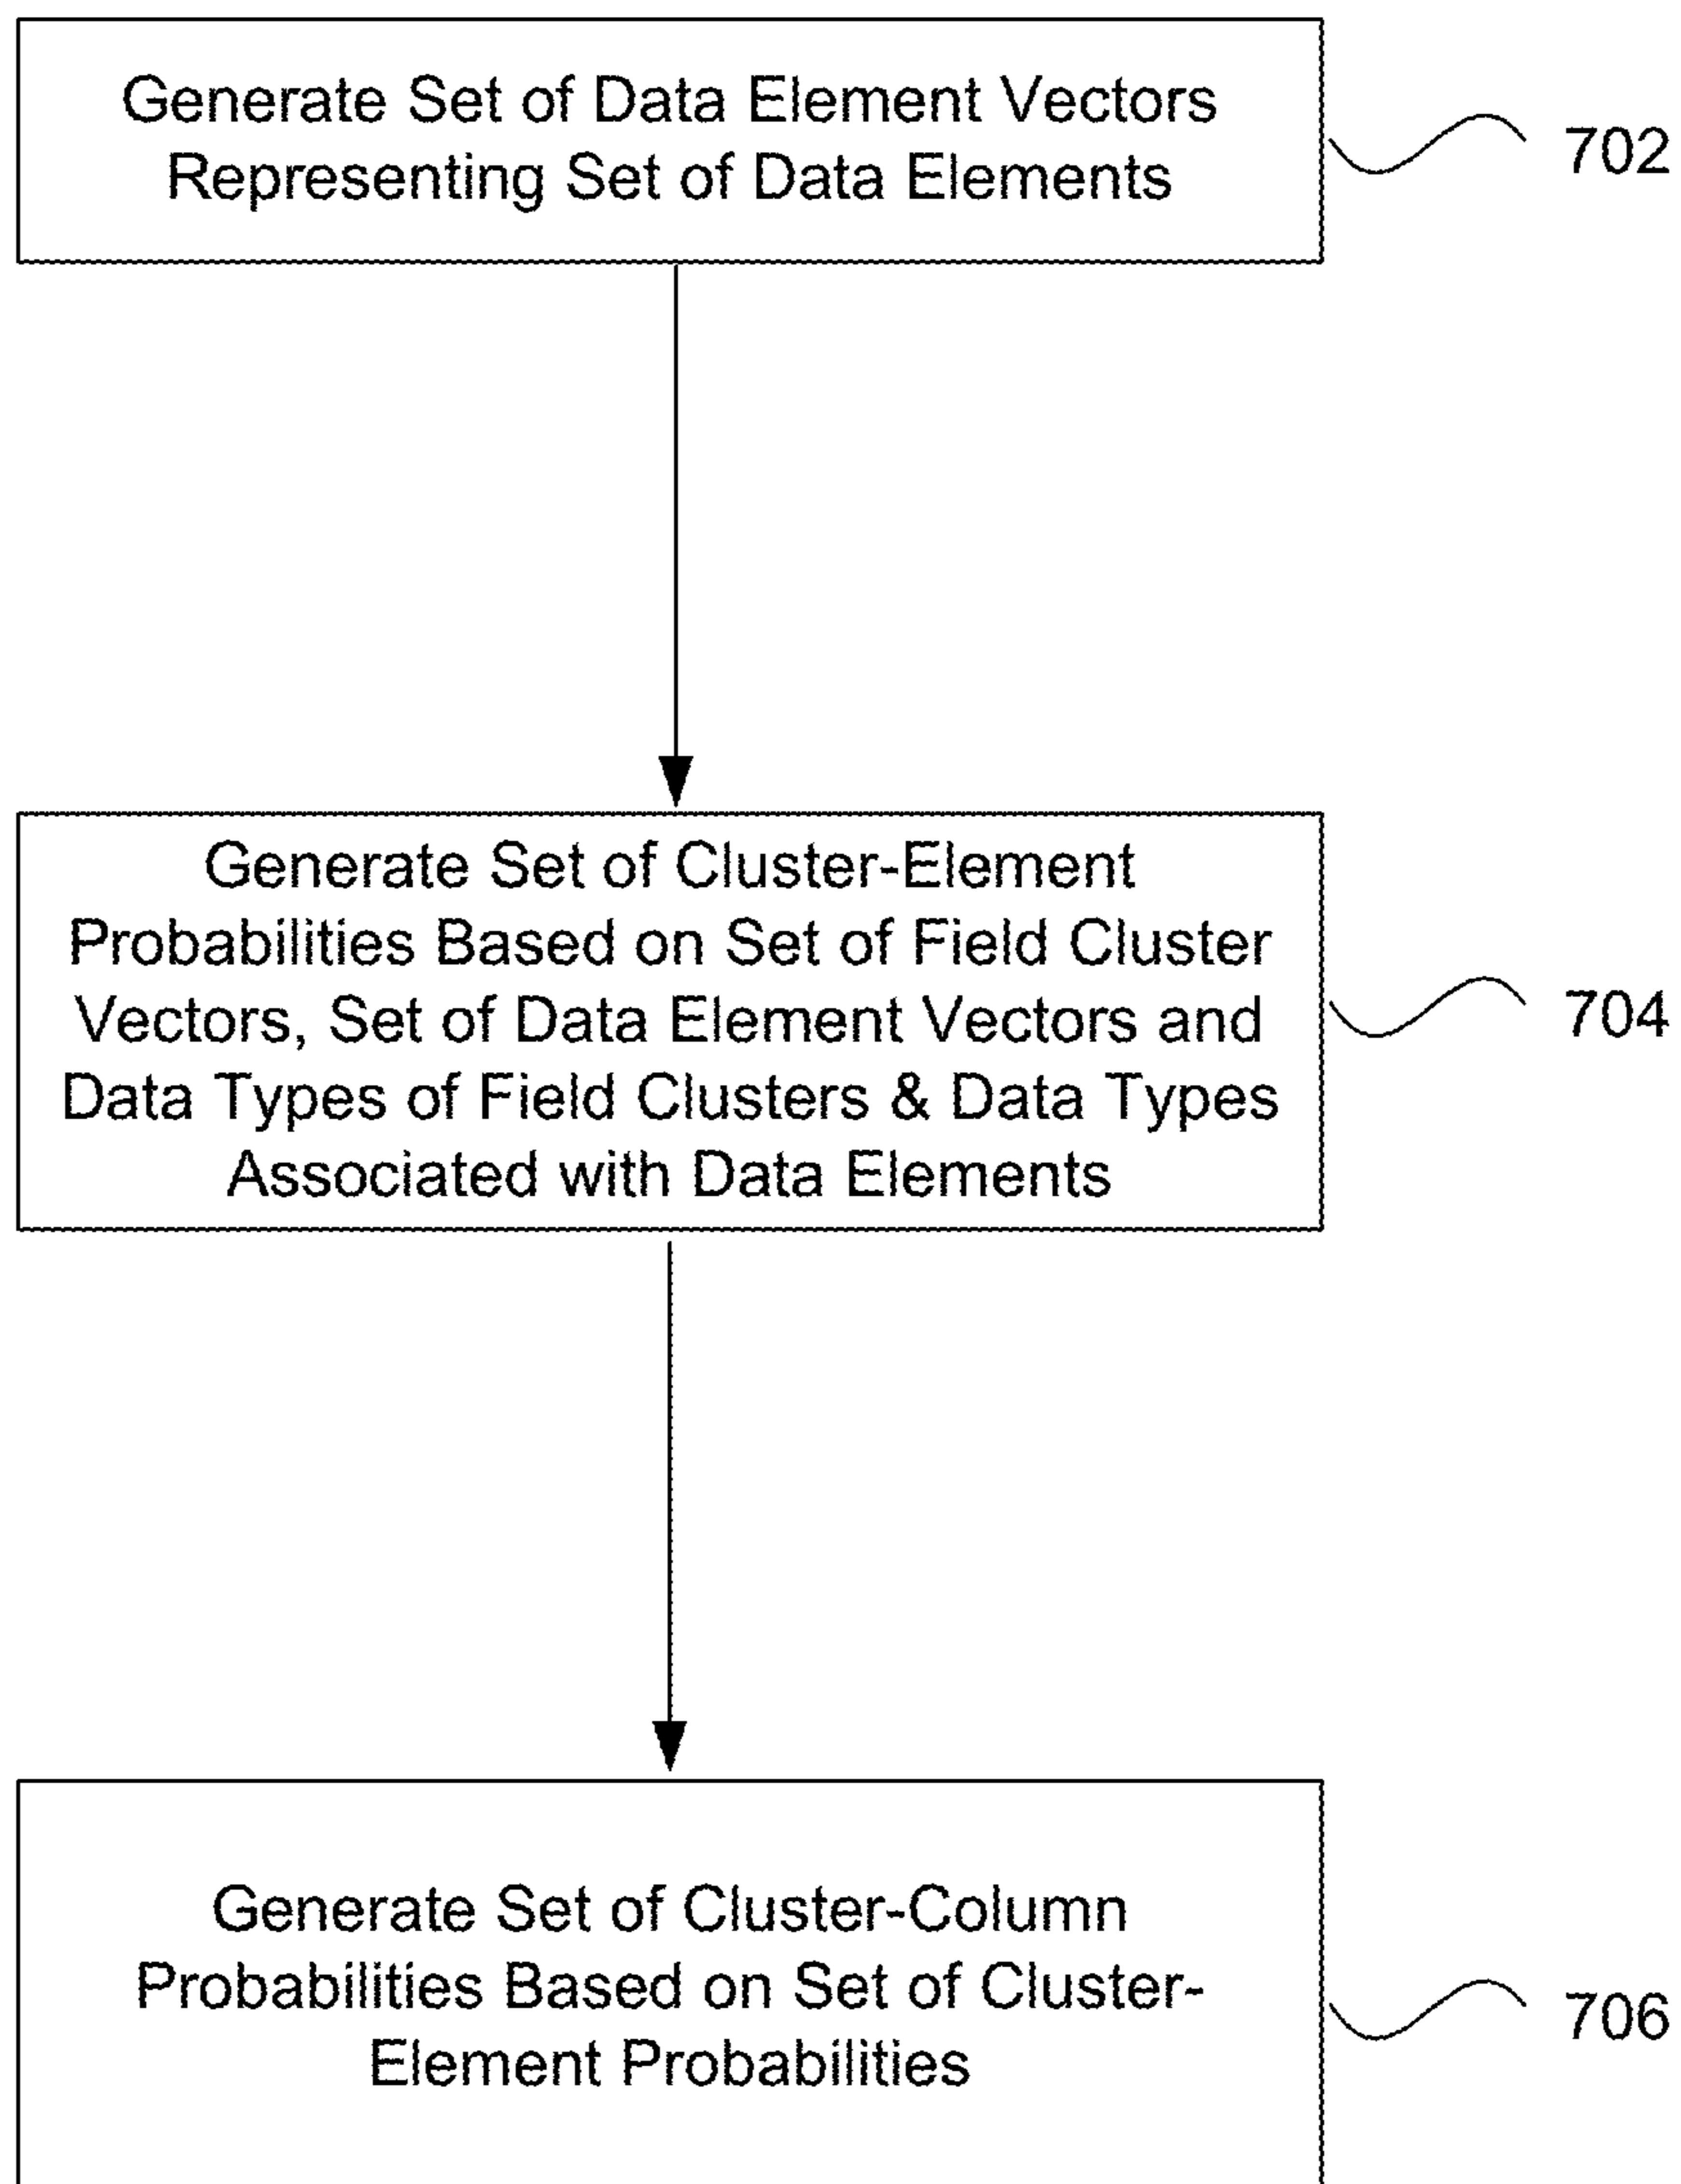 Generate Set of Data Element Vectors
Representing Set of Data Elements
702
Generate Set of Cluster-Element
Probabilities Based on Set of Field Cluster
Vectors, Set of Data Element Vectors and
Data Types of Field Clusters & Data Types
Associated with Data Elements
704
Generate Set of Cluster-Column
Probabilities Based on Set of Cluster-
Element Probabilities
706